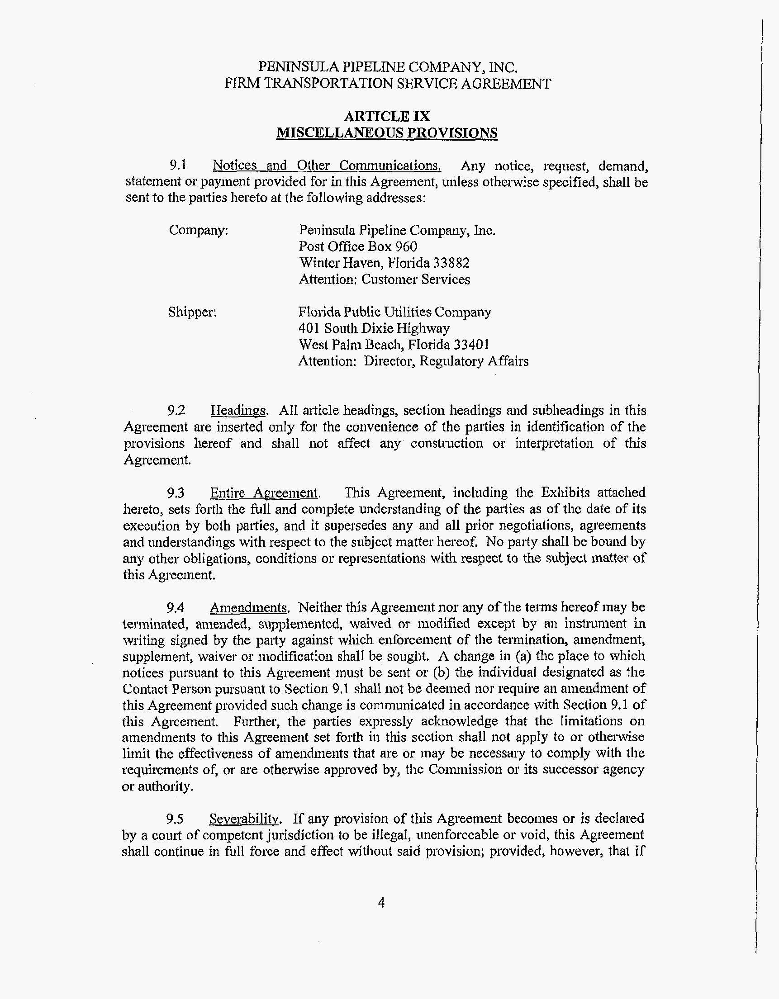 PENINSULA PIPELINE COMPANY, INC.
FIRM TRANSPORTATION SERVICE AGREEMENT
ARTICLE IX
MISCELLANEOUS PROVISIONS
9.1 Notices and Other Communications. Any notice, request, demand,
statement or payment provided for in this Agreement, unless otherwise specified, shall be
sent to the parties hereto at the following addresses:
Company: Peninsula Pipeline Company, Inc.
Post Office Box 960
Winter Haven, Florida 33882
Attention: Customer Services
Shipper: Florida Public Utilities Company
401 South Dixie Highway
West Palm Beach, Florida 33401
Attention: Director, Regulatory Affairs
9.2 Headings. All article headings, section headings and subheadings in this
Agreement are inserted only for the convenience of the parties in identification of the
provisions hereof and shall not affect any construction or interpretation of this
Agreement.
9.3 Entire Agreement. This Agreement, including the Exhibits attached
hereto, sets forth the full and complete understanding of the parties as of the date of its
execution by both parties, and it supersedes any and all prior negotiations, agreements
and understandings with respect to the subject matter hereof. No party shall be bound by
any other obligations, conditions or representations with respect to the subject matter of
this Agreement.
9.4 Amendments. Neither this Agreement nor any of the terms hereof may be
terminated, amended, supplemented, waived or modified except by an instrument in
writing signed by the party against which enforcement of the termination, amendment,
supplement, waiver or modification shall be sought. A change in (a) the place to which
notices pursuant to this Agreement must be sent or (b) the individual designated as the
Contact Person pursuant to Section 9.1 shall not be deemed nor require an amendment of
this Agreement provided such change is communicated in accordance with Section 9.1 of
this Agreement. Further, the parties expressly acknowledge that the limitations on
amendments to this Agreement set forth in this section shall not apply to or otherwise
limit the effectiveness of amendments that are or may be necessary to comply with the
requirements of, or are otherwise approved by, the Commission or its successor agency
or authority.
9.5 Severability. If any provision of this Agreement becomes or is declared
by a court of competent jurisdiction to be illegal, unenforceable or void, this Agreement
shall continue in full force and effect without said provision; provided, however, that if
4